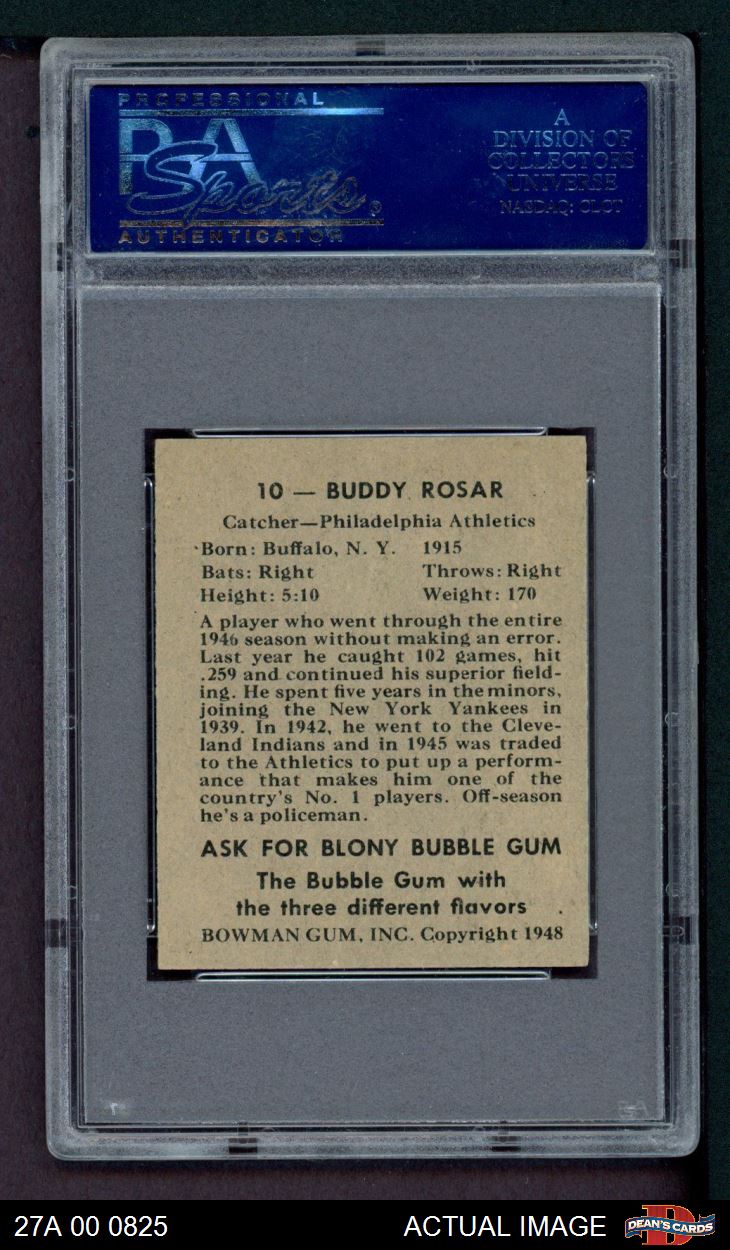 PROFESSIONAL
PSA
Sports
AUTHENTICATOR
A
DIVISION OF
COLLECTORS
UNIVERSE
NASDAQ: CLCT
10 — BUDDY ROSAR
Catcher—Philadelphia Athletics
Born: Buffalo, N. Y. 1915
Bats: Right Throws: Right
Height: 5:10 Weight: 170
A player who went through the entire
1946 season without making an error.
Last year he caught 102 games, hit
.259 and continued his superior field-
ing. He spent five years in the minors,
joining the New York Yankees in
1939. In 1942, he went to the Cleve-
land Indians and in 1945 was traded
to the Athletics to put up a perform-
ance that makes him one of the
country's No. 1 players. Off-season
he's a policeman.
ASK FOR BLONY BUBBLE GUM
The Bubble Gum with
the three different flavors
BOWMAN GUM, INC. Copyright 1948
27A 00 0825 ACTUAL IMAGE
D
DEAN'S CARDS